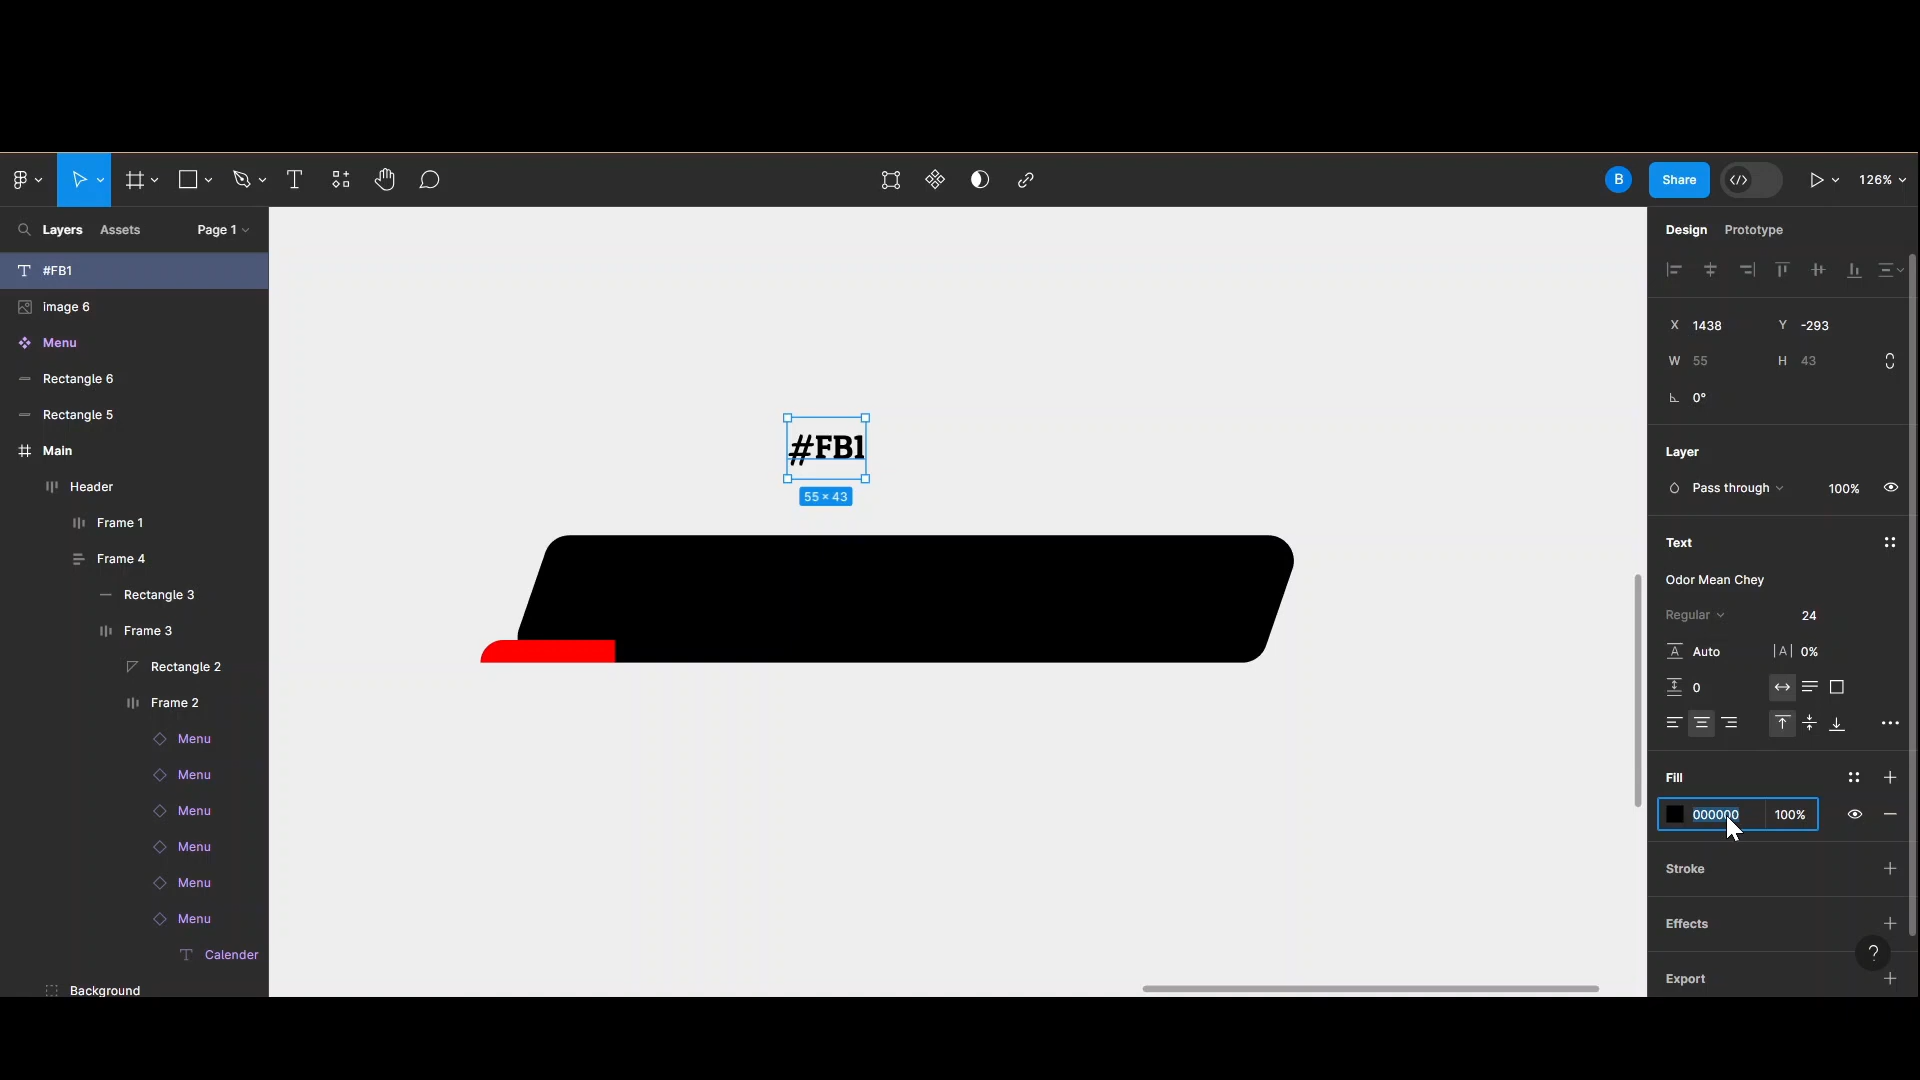 B
Share
126%
Layers
Assets
Page 1
#FB1
image 6
Menu
Rectangle 6
Rectangle 5
Main
Header
Frame 1
Frame 4
Rectangle 3
Frame 3
Rectangle 2
Frame 2
Menu
Menu
Menu
Menu
Menu
Menu
Calender
Background
#FB1
55 × 43
Design
Prototype
X 1438 Y -293
W 55 H 43
0°
Layer
Pass through 100%
Text
Odor Mean Chey
Regular 24
A Auto |A| 0%
0
Fill
000000 100%
Stroke
Effects
?
Export